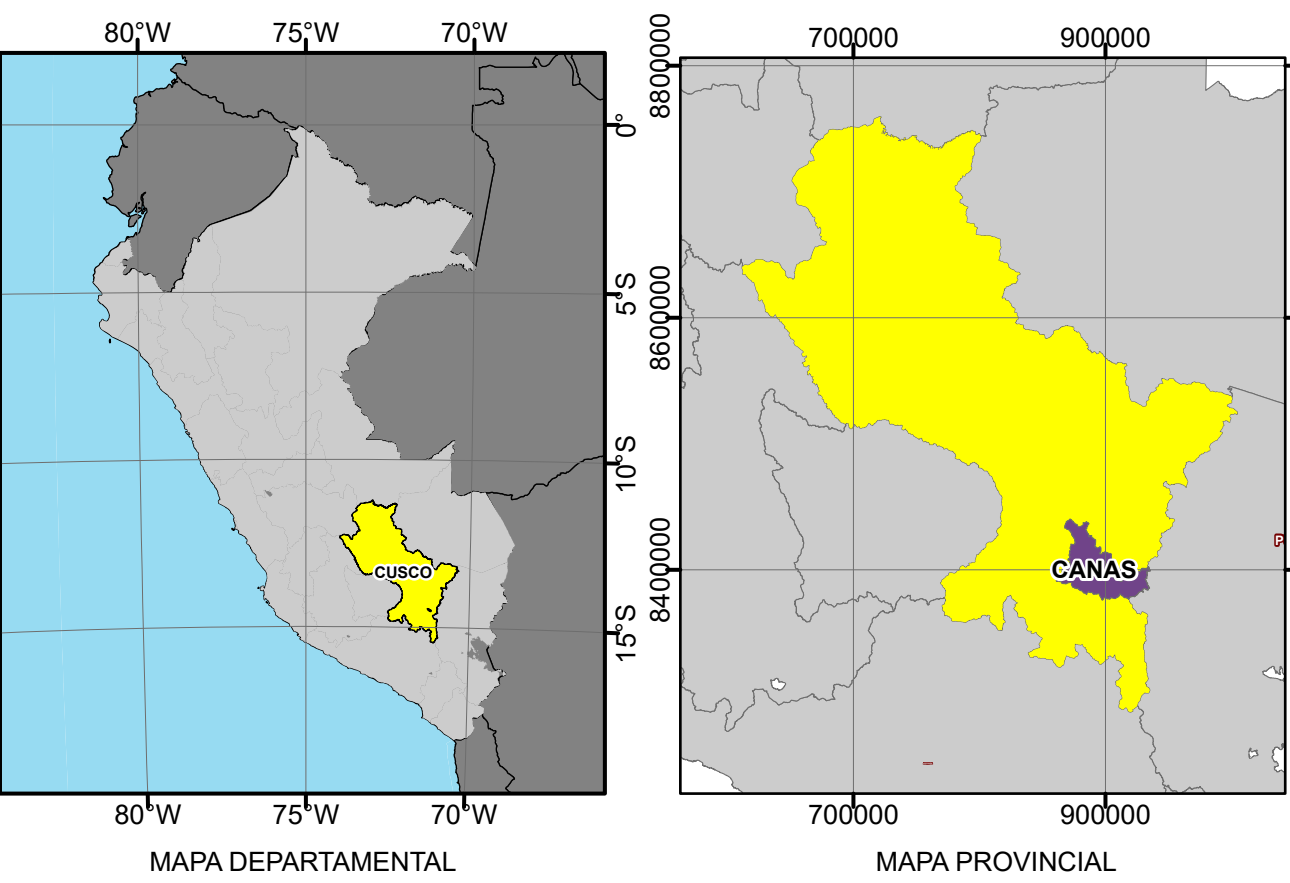 80°W 75°W 70°W
0°
5°S
10°S
15°S
CUSCO
80°W 75°W 70°W
MAPA DEPARTAMENTAL
700000 900000
8800000
8600000
8400000
CANAS
P
700000 900000
MAPA PROVINCIAL